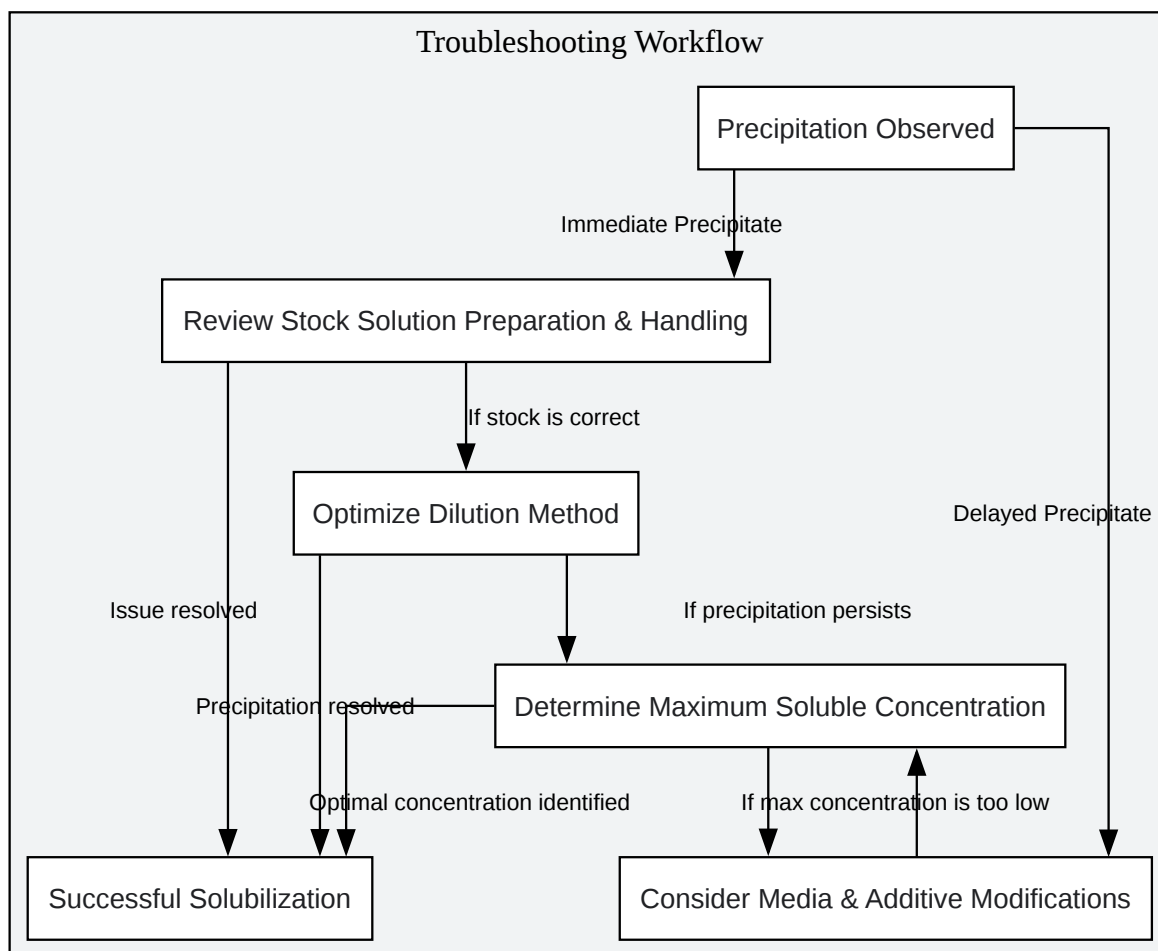 Troubleshooting Workflow
Precipitation Observed
Immediate Precipitate
Review Stock Solution Preparation & Handling
If stock is correct
Optimize Dilution Method
Delayed Precipitate
Issue resolved
If precipitation persists
Precipitation resolved
Determine Maximum Soluble Concentration
Optimal concentration identified
If max concentration is too low
Successful Solubilization
Consider Media & Additive Modifications